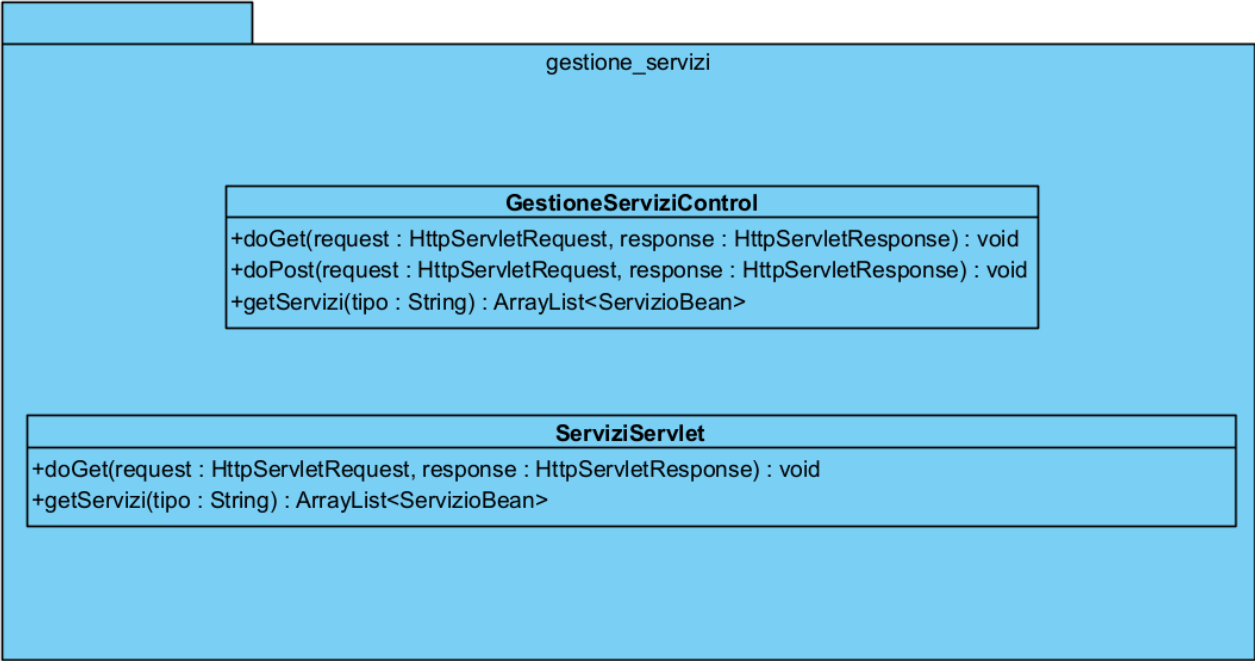 gestione_servizi
GestioneServiziControl
+doGet(request : HttpServletRequest, response : HttpServletResponse) : void
+doPost(request : HttpServletRequest, response : HttpServletResponse) : void
+getServizi(tipo : String) : ArrayList<ServizioBean>
ServiziServlet
+doGet(request : HttpServletRequest, response : HttpServletResponse) : void
+getServizi(tipo : String) : ArrayList<ServizioBean>